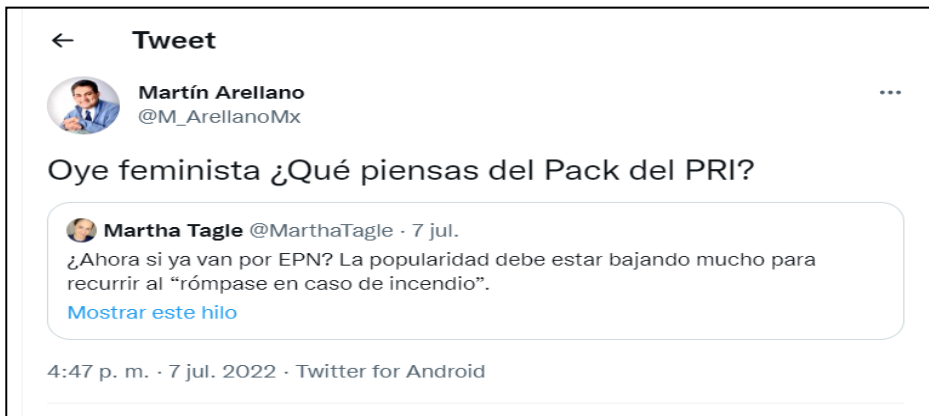 ← Tweet
Martín Arellano
@M_ArellanoMx
Oye feminista ¿Qué piensas del Pack del PRI?
Martha Tagle @MarthaTagle · 7 jul.
¿Ahora si ya van por EPN? La popularidad debe estar bajando mucho para
recurrir al “rómpase en caso de incendio”.
Mostrar este hilo
4:47 p. m. · 7 jul. 2022 · Twitter for Android